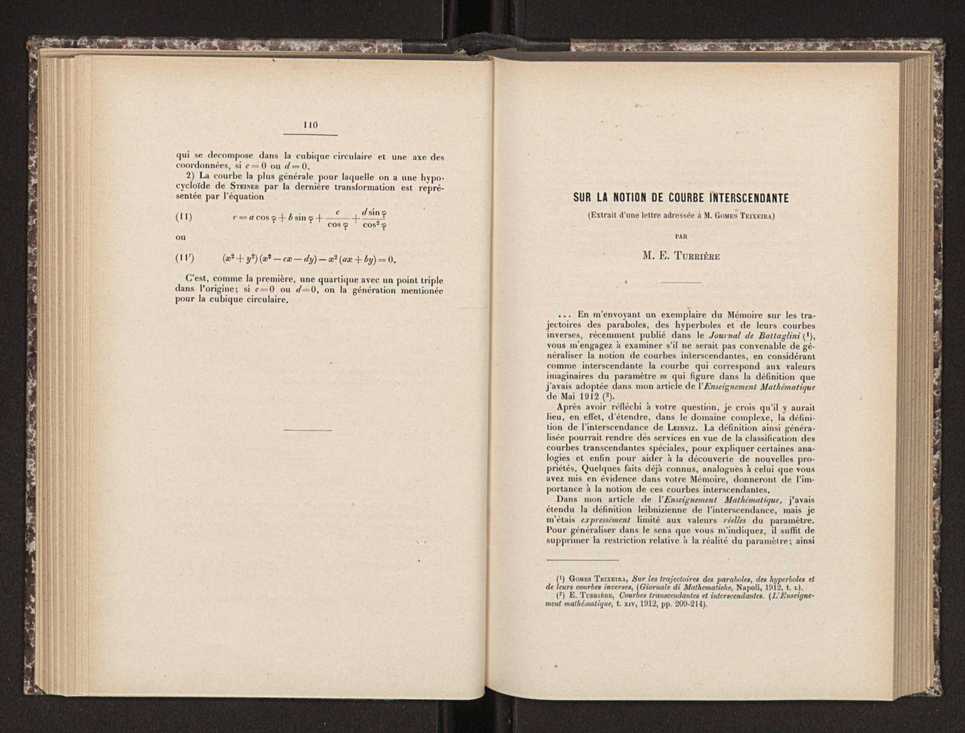 110
qui se decompose dans la cubique circulaire et une axe des
coordonnées, si c = 0 ou d = 0.
2) La courbe la plus générale pour laquelle on a une hypo-
cycloïde de STEINER par la dernière transformation est repré-
sentée par l'équation
(11) r = a cos φ + b sin φ + c / cos φ + d sin φ / cos² φ
ou
(11') (x² + y²) (x² — cx — dy) — x² (ax + by) = 0.
C'est, comme la première, une quartique avec un point triple
dans l'origine; si c = 0 ou d = 0, on la génération mentionée
pour la cubique circulaire.
SUR LA NOTION DE COURBE INTERSCENDANTE
(Extrait d'une lettre adressée à M. GOMES TEIXEIRA)
PAR
M. E. TURRIÈRE
... En m'envoyant un exemplaire du Mémoire sur les tra-
jectoires des paraboles, des hyperboles et de leurs courbes
inverses, récemment publié dans le Journal de Battaglini (¹),
vous m'engagez à examiner s'il ne serait pas convenable de gé-
néraliser la notion de courbes interscendantes, en considérant
comme interscendante la courbe qui correspond aux valeurs
imaginaires du paramètre m qui figure dans la définition que
j'avais adoptée dans mon article de l'Enseignement Mathématique
de Mai 1912 (²).
Après avoir réfléchi à votre question, je crois qu'il y aurait
lieu, en effet, d'étendre, dans le domaine complexe, la défini-
tion de l'interscendance de LEIBNIZ. La définition ainsi généra-
lisée pourrait rendre dés services en vue de la classification des
courbes transcendantes spéciales, pour expliquer certaines ana-
logies et enfin pour aider à la découverte de nouvelles pro-
priétés. Quelques faits déjà connus, analogues à celui que vous
avez mis en évidence dans votre Mémoire, donneront de l'im-
portance à la notion de ces courbes interscendantes.
Dans mon article de l'Enseignement Mathématique, j'avais
étendu la définition leibnizienne de l'interscendance, mais je
m'étais expressément limité aux valeurs réelles du paramètre.
Pour généraliser dans le sens que vous m'indiquez, il suffit de
supprimer la restriction relative à la réalité du paramètre; ainsi
(¹) GOMES TEIXEIRA, Sur les trajectoires des paraboles, des hyperboles et
de leurs courbes inverses, (Giornale di Mathematiche, Napoli, 1912, t. L).
(²) E. TURRIÈRE, Courbes transcendantes et interscendantes. (L'Enseigne-
ment mathématique, t. XIV, 1912, pp. 209-214).